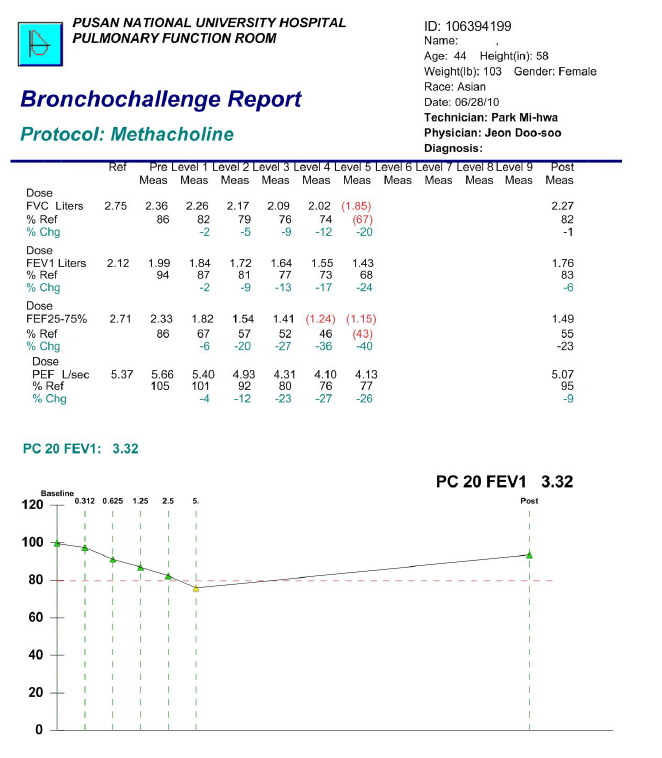 PUSAN NATIONAL UNIVERSITY HOSPITAL
PULMONARY FUNCTION ROOM
Bronchochallenge Report
Protocol: Methacholine
ID: 106394199
Name: ,
Age: 44 Height(in): 58
Weight(lb): 103 Gender: Female
Race: Asian
Date: 06/28/10
Technician: Park Mi-hwa
Physician: Jeon Doo-soo
Diagnosis:
Ref Pre Level 1 Level 2 Level 3 Level 4 Level 5 Level 6 Level 7 Level 8 Level 9 Post
Meas Meas Meas Meas Meas Meas Meas Meas Meas Meas Meas
Dose
FVC Liters 2.75 2.36 2.26 2.17 2.09 2.02 (1.85) 2.27
% Ref 86 82 79 76 74 (67) 82
% Chg -2 -5 -9 -12 -20 -1
Dose
FEV1 Liters 2.12 1.99 1.84 1.72 1.64 1.55 1.43 1.76
% Ref 94 87 81 77 73 68 83
% Chg -2 -9 -13 -17 -24 -6
Dose
FEF25-75% 2.71 2.33 1.82 1.54 1.41 (1.24) (1.15) 1.49
% Ref 86 67 57 52 46 (43) 55
% Chg -6 -20 -27 -36 -40 -23
Dose
PEF L/sec 5.37 5.66 5.40 4.93 4.31 4.10 4.13 5.07
% Ref 105 101 92 80 76 77 95
% Chg -4 -12 -23 -27 -26 -9
PC 20 FEV1: 3.32
PC 20 FEV1 3.32
Baseline 0.312 0.625 1.25 2.5 5. Post
120
100
80
60
40
20
0